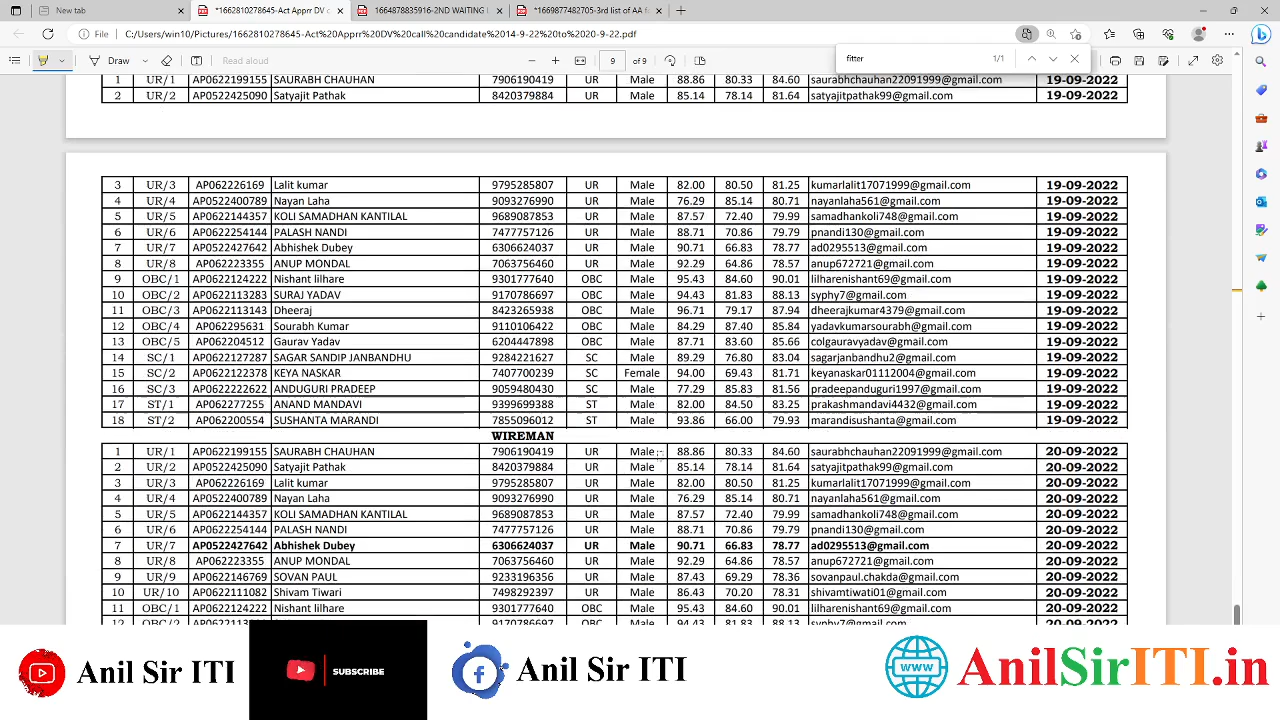 New tab
*1662810278645-Act Apprr DV c
1664878835916-2ND WAITING
*1669877482705-3rd list of AA f
File C:/Users/win10/Pictures/1662810278645-Act%20Apprr%20DV%20call%20candidate%2014-9-22%20to%2020-9-22.pdf
Draw Read aloud 9 of 9 fitter 1/1
1 UR/1 AP0622199155 SAURABH CHAUHAN 7906190419 UR Male 88.86 80.33 84.60 saurabhchauhan22091999@gmail.com 19-09-2022
2 UR/2 AP0522425090 Satyajit Pathak 8420379884 UR Male 85.14 78.14 81.64 satyajitpathak99@gmail.com 19-09-2022
3 UR/3 AP062226169 Lalit kumar 9795285807 UR Male 82.00 80.50 81.25 kumarlalit17071999@gmail.com 19-09-2022
4 UR/4 AP0522400789 Nayan Laha 9093276990 UR Male 76.29 85.14 80.71 nayanlaha561@gmail.com 19-09-2022
5 UR/5 AP0622144357 KOLI SAMADHAN KANTILAL 9689087853 UR Male 87.57 72.40 79.99 samadhankoli748@gmail.com 19-09-2022
6 UR/6 AP0622254144 PALASH NANDI 7477757126 UR Male 88.71 70.86 79.79 pnandi130@gmail.com 19-09-2022
7 UR/7 AP0522427642 Abhishek Dubey 6306624037 UR Male 90.71 66.83 78.77 ad0295513@gmail.com 19-09-2022
8 UR/8 AP062223355 ANUP MONDAL 7063756460 UR Male 92.29 64.86 78.57 anup672721@gmail.com 19-09-2022
9 OBC/1 AP0622124222 Nishant lilhare 9301777640 OBC Male 95.43 84.60 90.01 lilharenishant69@gmail.com 19-09-2022
10 OBC/2 AP0622113283 SURAJ YADAV 9170786697 OBC Male 94.43 81.83 88.13 syphy7@gmail.com 19-09-2022
11 OBC/3 AP0622113143 Dheeraj 8423265938 OBC Male 96.71 79.17 87.94 dheerajkumar4379@gmail.com 19-09-2022
12 OBC/4 AP062295631 Sourabh Kumar 9110106422 OBC Male 84.29 87.40 85.84 yadavkumarsourabh@gmail.com 19-09-2022
13 OBC/5 AP062204512 Gaurav Yadav 6204447898 OBC Male 87.71 83.60 85.66 colgauravyadav@gmail.com 19-09-2022
14 SC/1 AP0622127287 SAGAR SANDIP JANBANDHU 9284221627 SC Male 89.29 76.80 83.04 sagarjanbandhu2@gmail.com 19-09-2022
15 SC/2 AP0622122378 KEYA NASKAR 7407700239 SC Female 94.00 69.43 81.71 keyanaskar01112004@gmail.com 19-09-2022
16 SC/3 AP0622222622 ANDUGURI PRADEEP 9059480430 SC Male 77.29 85.83 81.56 pradeepanduguri1997@gmail.com 19-09-2022
17 ST/1 AP062277255 ANAND MANDAVI 9399699388 ST Male 82.00 84.50 83.25 prakashmandavi4432@gmail.com 19-09-2022
18 ST/2 AP062200554 SUSHANTA MARANDI 7855096012 ST Male 93.86 66.00 79.93 marandisushanta@gmail.com 19-09-2022
WIREMAN
1 UR/1 AP0622199155 SAURABH CHAUHAN 7906190419 UR Male 88.86 80.33 84.60 saurabhchauhan22091999@gmail.com 20-09-2022
2 UR/2 AP0522425090 Satyajit Pathak 8420379884 UR Male 85.14 78.14 81.64 satyajitpathak99@gmail.com 20-09-2022
3 UR/3 AP062226169 Lalit kumar 9795285807 UR Male 82.00 80.50 81.25 kumarlalit17071999@gmail.com 20-09-2022
4 UR/4 AP0522400789 Nayan Laha 9093276990 UR Male 76.29 85.14 80.71 nayanlaha561@gmail.com 20-09-2022
5 UR/5 AP0622144357 KOLI SAMADHAN KANTILAL 9689087853 UR Male 87.57 72.40 79.99 samadhankoli748@gmail.com 20-09-2022
6 UR/6 AP0622254144 PALASH NANDI 7477757126 UR Male 88.71 70.86 79.79 pnandi130@gmail.com 20-09-2022
7 UR/7 AP0522427642 Abhishek Dubey 6306624037 UR Male 90.71 66.83 78.77 ad0295513@gmail.com 20-09-2022
8 UR/8 AP062223355 ANUP MONDAL 7063756460 UR Male 92.29 64.86 78.57 anup672721@gmail.com 20-09-2022
9 UR/9 AP0622146769 SOVAN PAUL 9233196356 UR Male 87.43 69.29 78.36 sovanpaul.chakda@gmail.com 20-09-2022
10 UR/10 AP0622111082 Shivam Tiwari 7498292397 UR Male 86.43 70.20 78.31 shivamtiwati01@gmail.com 20-09-2022
11 OBC/1 AP0622124222 Nishant lilhare 9301777640 OBC Male 95.43 84.60 90.01 lilharenishant69@gmail.com 20-09-2022
12 OBC/2 9170786697 OBC Male 94.43 81.83 88.13 syphy7@gmail.com 20-09-2022
Anil Sir ITI SUBSCRIBE Anil Sir ITI www AnilSirITI.in